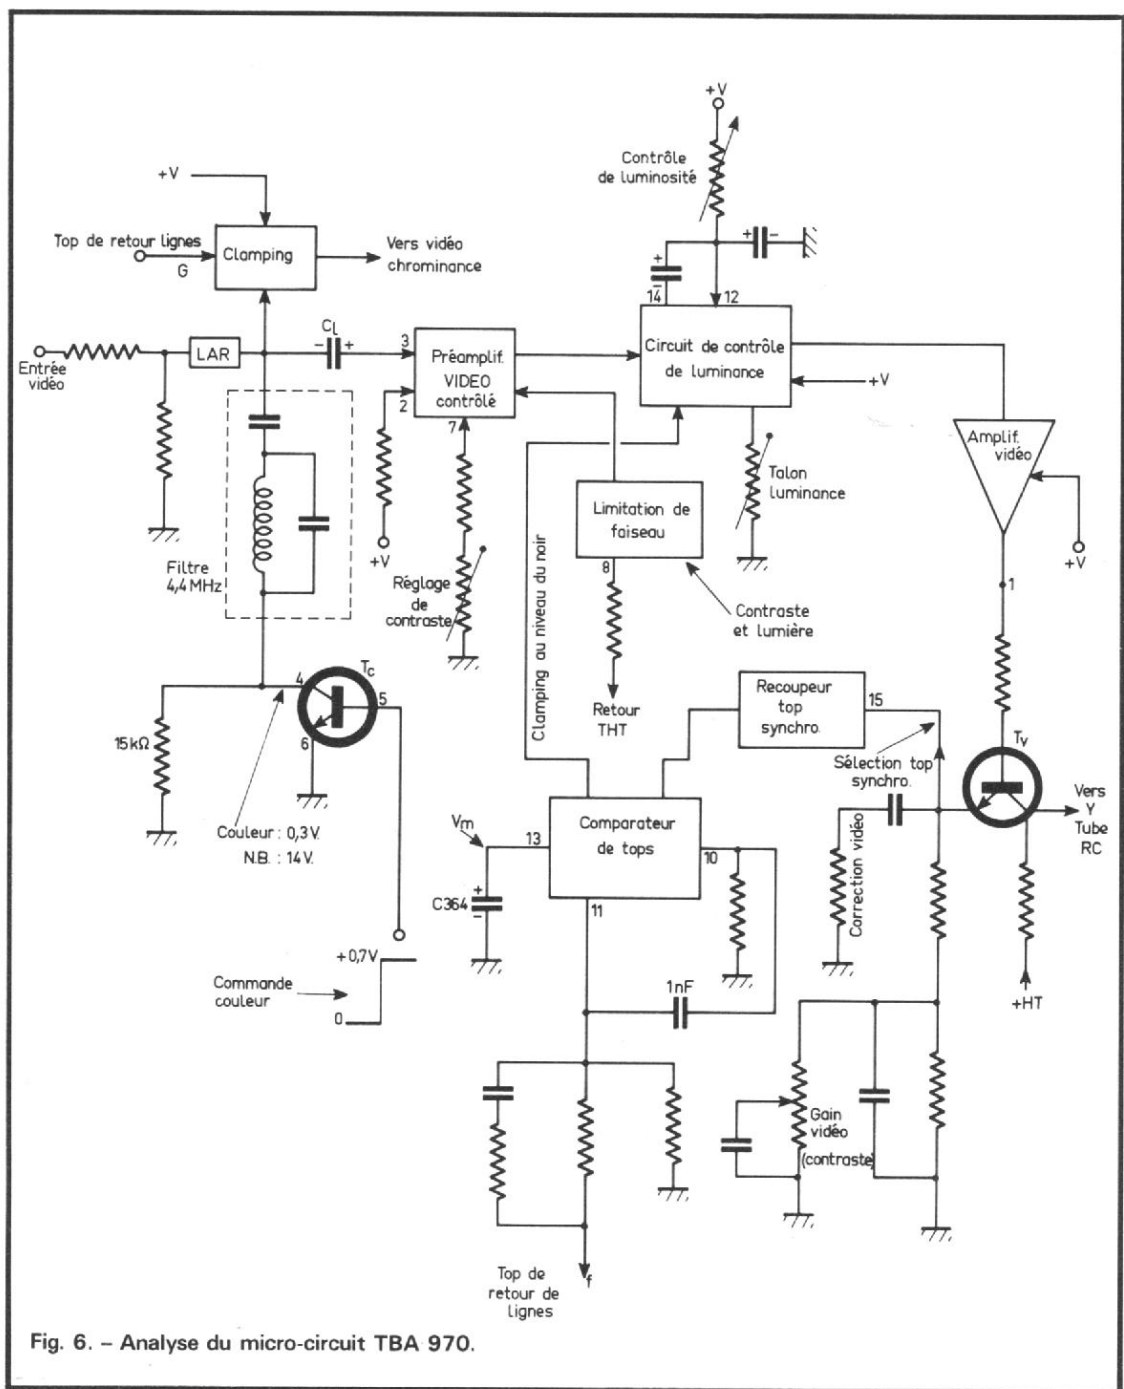 +V
Contrôle
de luminosité
+V
Top de retour lignes
G
Clamping
Vers vidéo
chrominance
+
-
+
-
14
12
Entrée
vidéo
LAR
Cl
-
+
3
2
7
Préamplif.
VIDEO
contrôlé
Circuit de contrôle
de luminance
+V
Amplif.
vidéo
+V
1
Talon
luminance
Limitation de
faiseau
8
Contraste
et lumière
Retour
THT
Filtre
4,4 MHz
+V
Réglage
de
contraste
Clamping au niveau du noir
Recoupeur
top
synchro.
15
Sélection top
synchro.
Tc
4
5
6
15kΩ
Couleur : 0,3 V.
N.B. : 14 V.
Tv
Vers
Y
Tube
RC
Vm
13
Comparateur
de tops
10
11
C364
+
-
Correction vidéo
+0,7V
Commande
couleur
0
1nF
+HT
Gain
vidéo
(contraste)
Top de
retour de
lignes
f
Fig. 6. – Analyse du micro-circuit TBA 970.